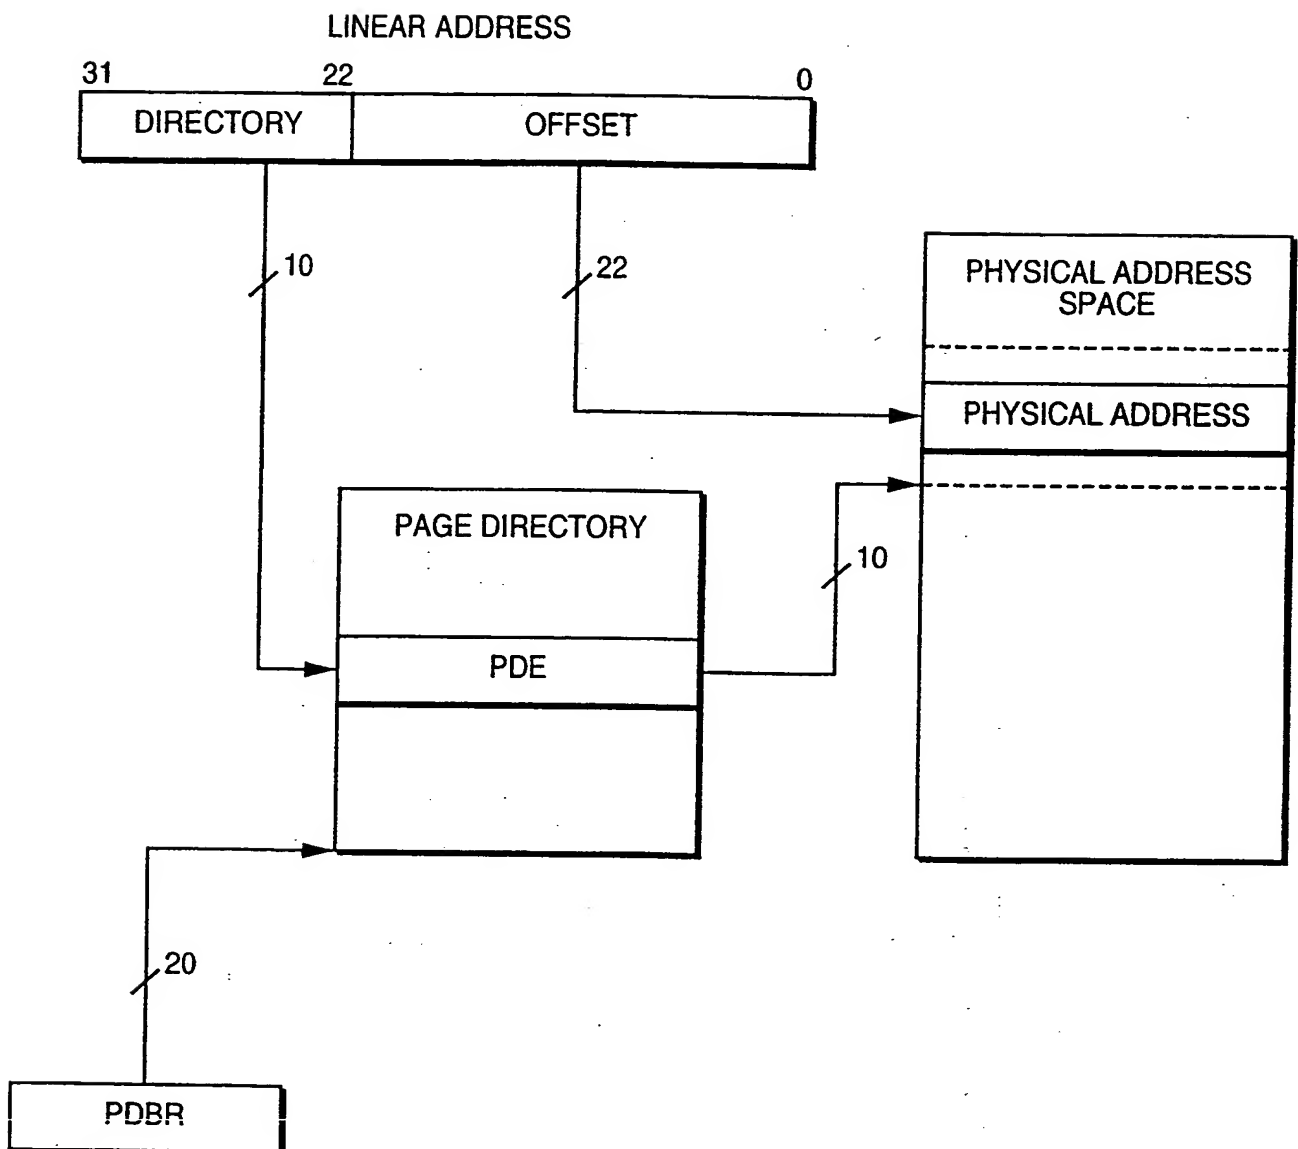 LINEAR ADDRESS
31 22 0
DIRECTORY OFFSET
10
22
PHYSICAL ADDRESS
SPACE
PHYSICAL ADDRESS
PAGE DIRECTORY
10
PDE
20
PDBR